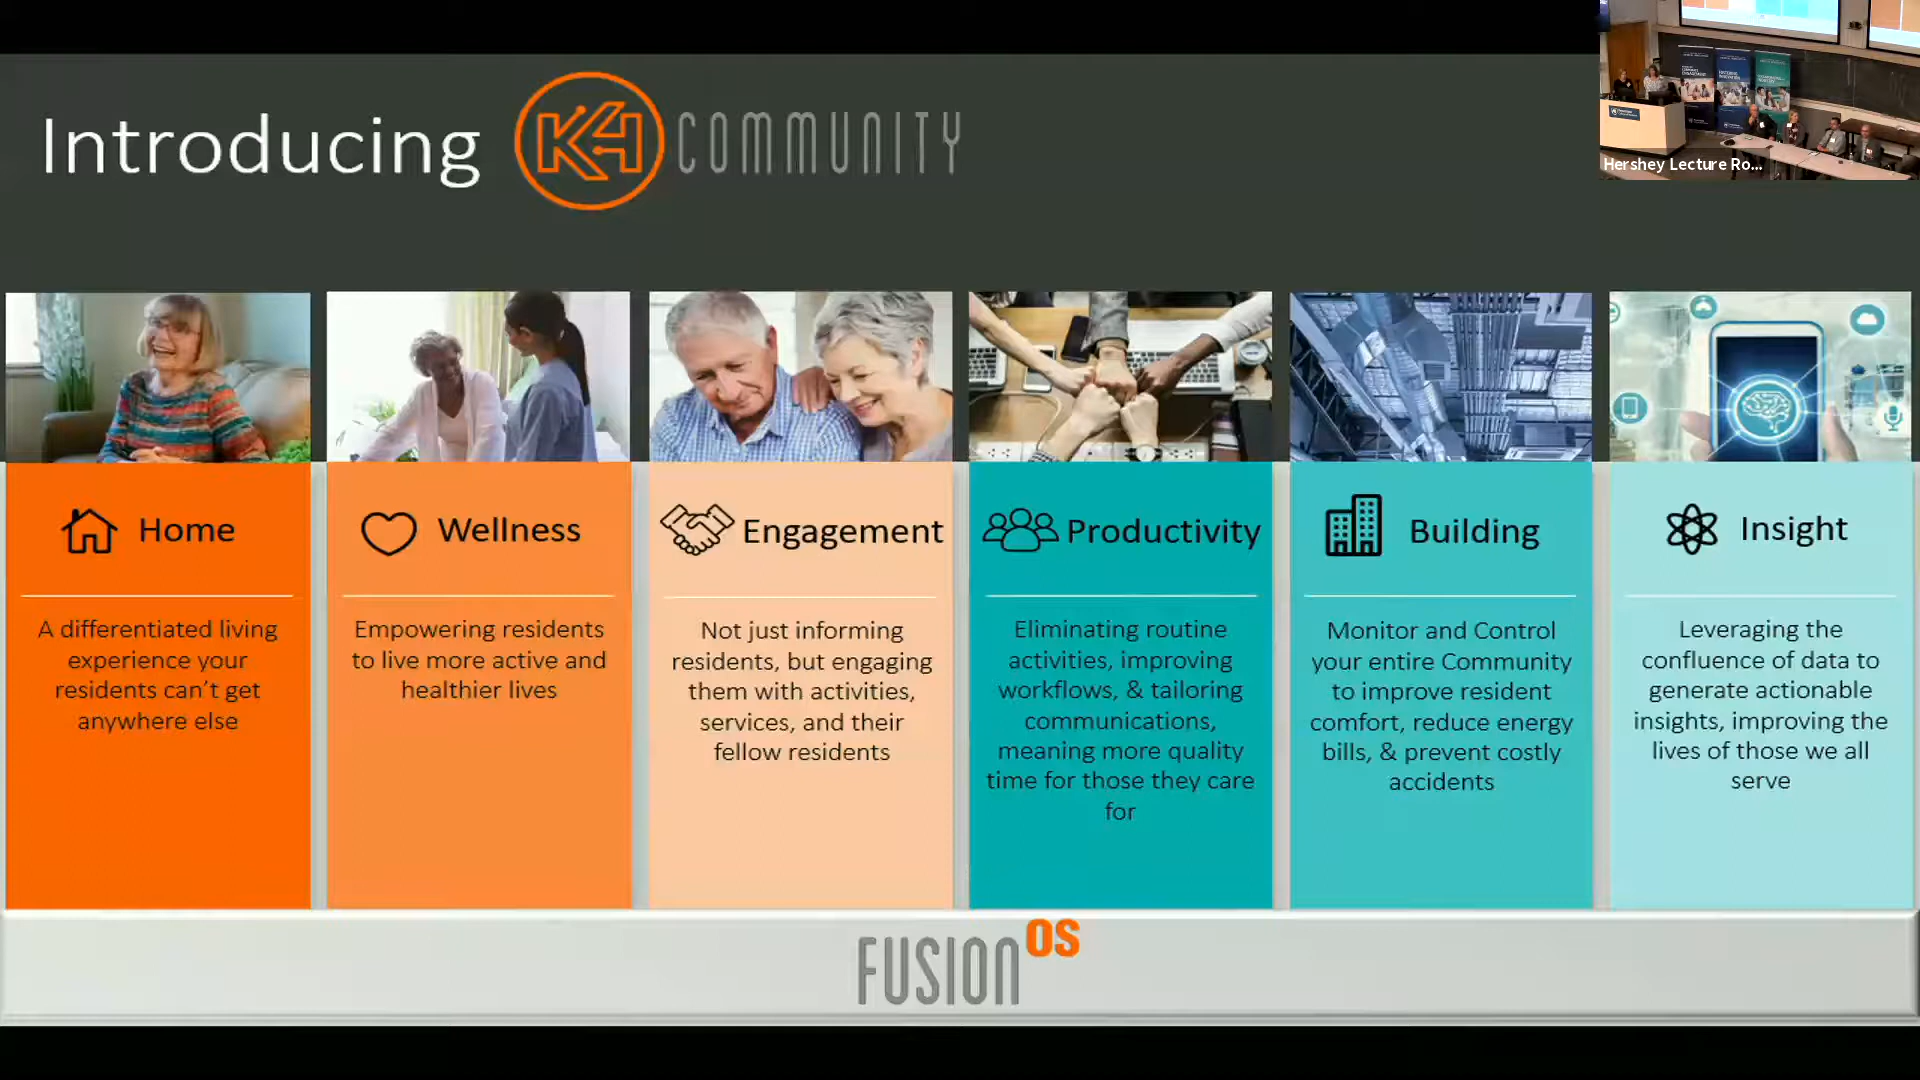 Introducing K4 COMMUNITY
Hershey Lecture Ro...
Home
A differentiated living
experience your
residents can't get
anywhere else
Wellness
Empowering residents
to live more active and
healthier lives
Engagement
Not just informing
residents, but engaging
them with activities,
services, and their
fellow residents
Productivity
Eliminating routine
activities, improving
workflows, & tailoring
communications,
meaning more quality
time for those they care
for
Building
Monitor and Control
your entire Community
to improve resident
comfort, reduce energy
bills, & prevent costly
accidents
Insight
Leveraging the
confluence of data to
generate actionable
insights, improving the
lives of those we all
serve
FUSION OS